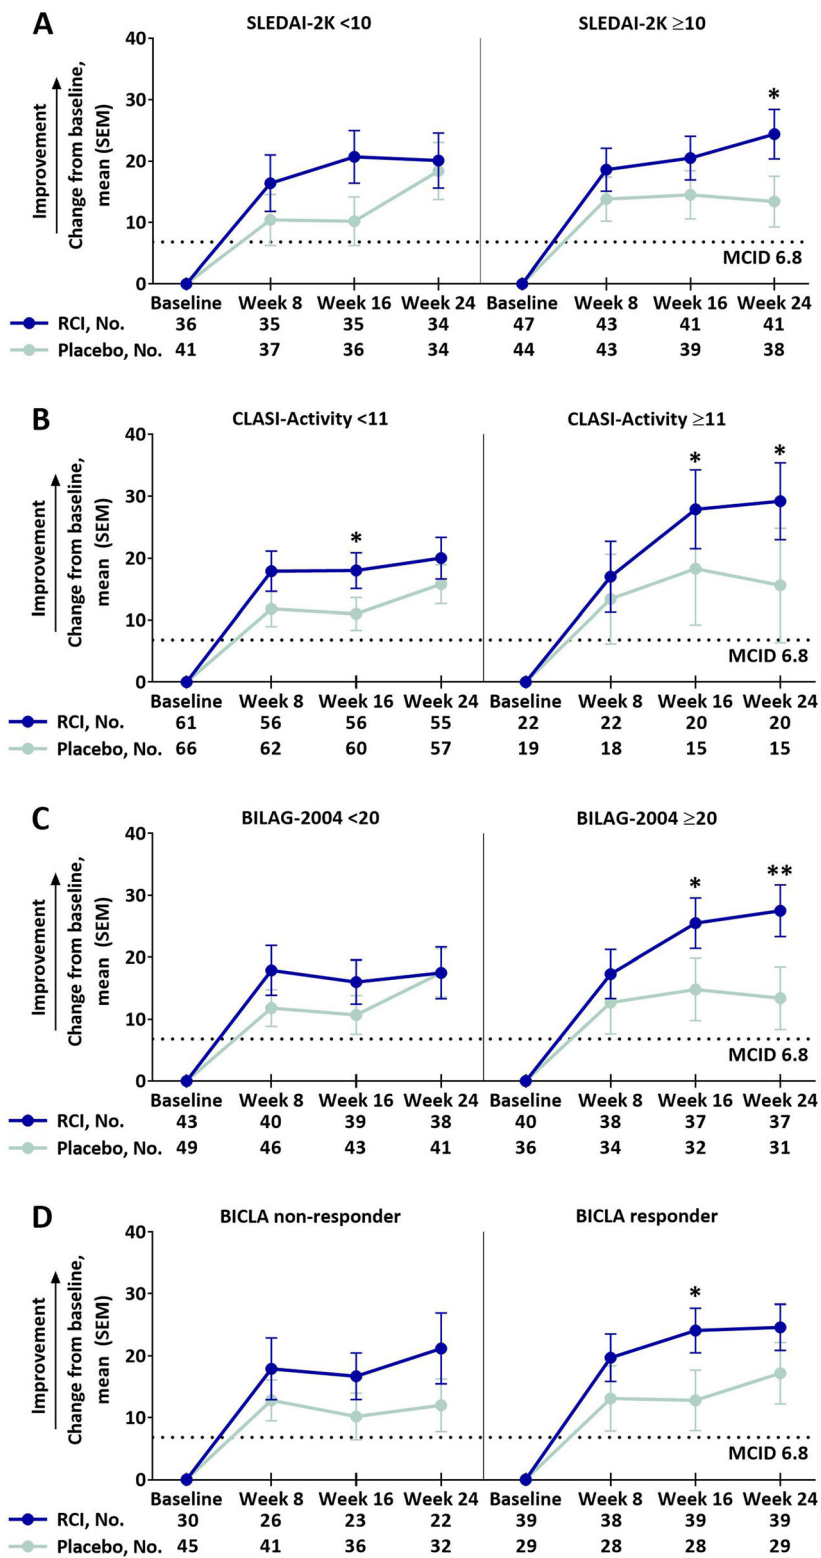 A
SLEDAI-2K <10
SLEDAI-2K ≥10
Improvement
Change from baseline,
mean (SEM)
40
30
20
10
0
*
MCID 6.8
Baseline Week 8 Week 16 Week 24 Baseline Week 8 Week 16 Week 24
RCI, No. 36 35 35 34 47 43 41 41
Placebo, No. 41 37 36 34 44 43 39 38
B
CLASI-Activity <11
CLASI-Activity ≥11
Improvement
Change from baseline,
mean (SEM)
40
30
20
10
0
*
*
*
MCID 6.8
Baseline Week 8 Week 16 Week 24 Baseline Week 8 Week 16 Week 24
RCI, No. 61 56 56 55 22 22 20 20
Placebo, No. 66 62 60 57 19 18 15 15
C
BILAG-2004 <20
BILAG-2004 ≥20
Improvement
Change from baseline,
mean (SEM)
40
30
20
10
0
*
**
MCID 6.8
Baseline Week 8 Week 16 Week 24 Baseline Week 8 Week 16 Week 24
RCI, No. 43 40 39 38 40 38 37 37
Placebo, No. 49 46 43 41 36 34 32 31
D
BICLA non-responder
BICLA responder
Improvement
Change from baseline,
mean (SEM)
40
30
20
10
0
*
MCID 6.8
Baseline Week 8 Week 16 Week 24 Baseline Week 8 Week 16 Week 24
RCI, No. 30 26 23 22 39 38 39 39
Placebo, No. 45 41 36 32 29 28 28 29